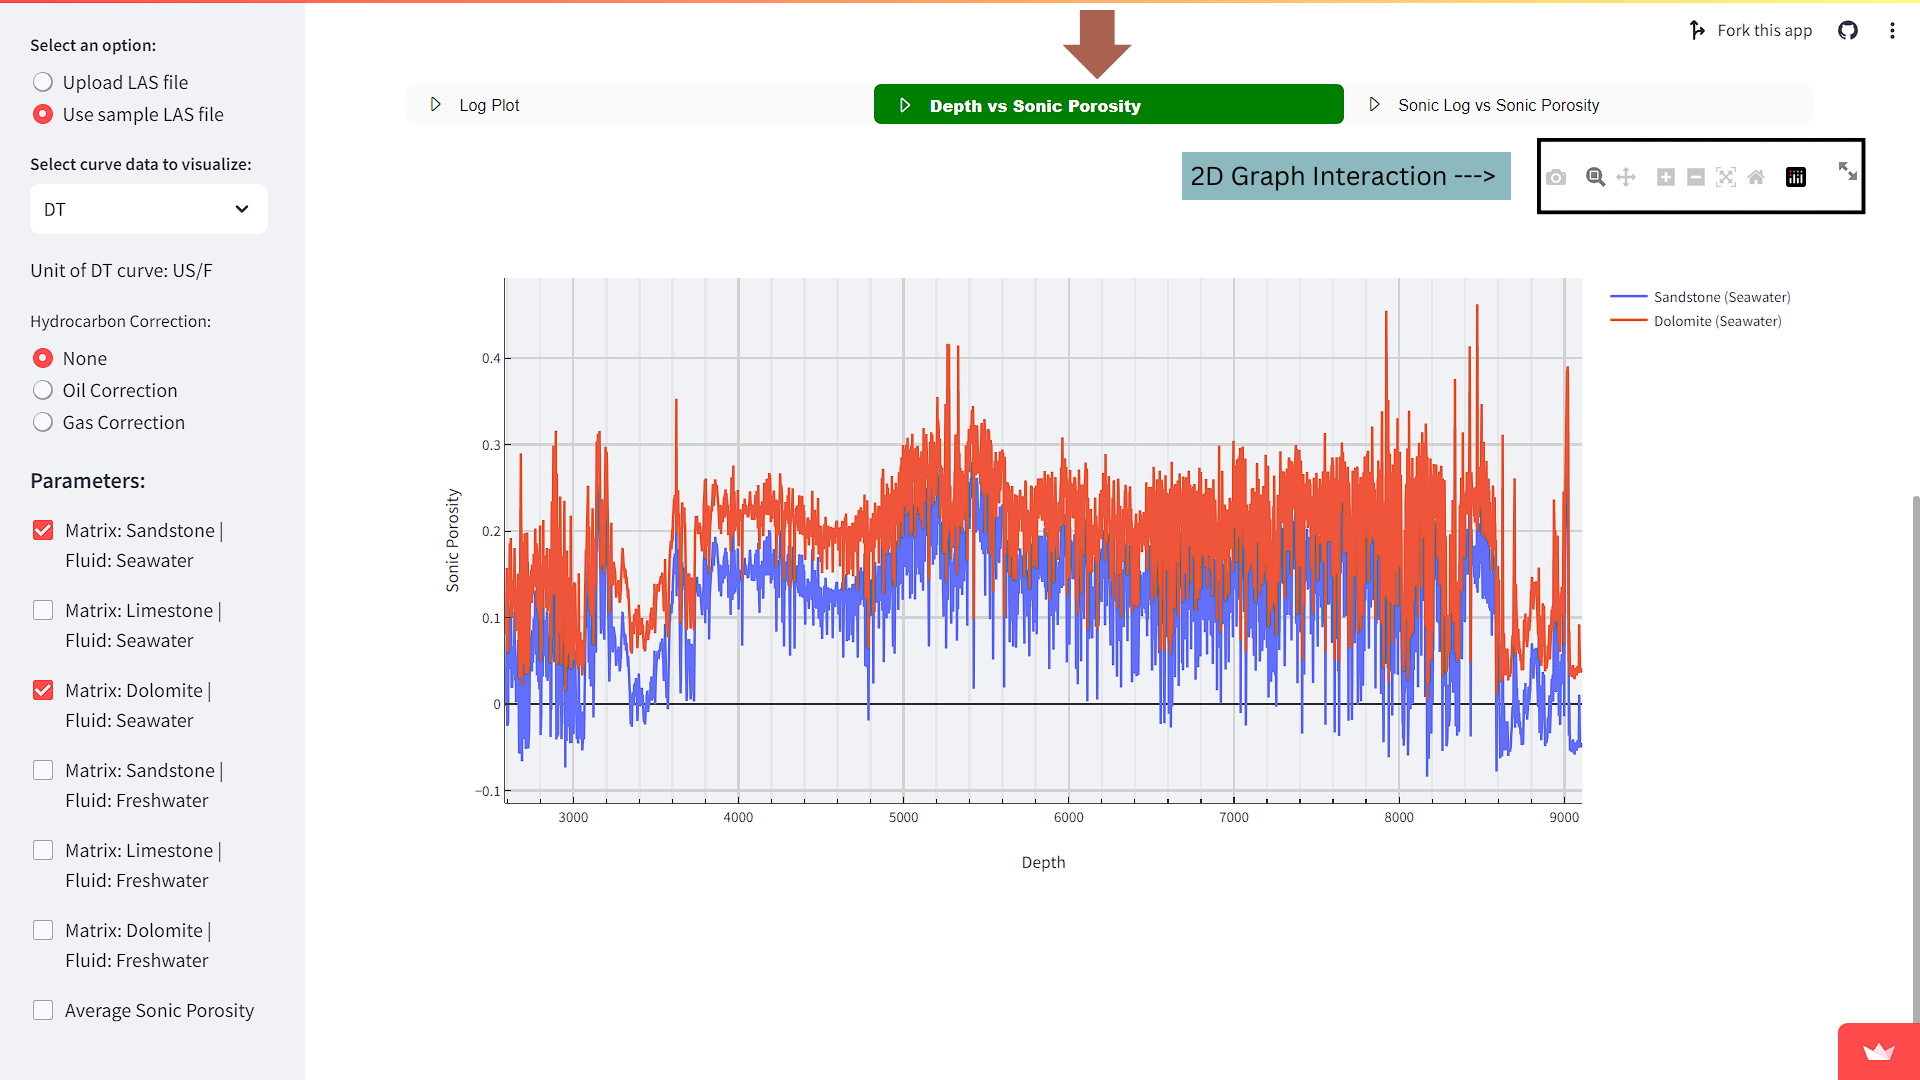 Select an option:
Upload LAS file
Use sample LAS file
Select curve data to visualize:
DT
Unit of DT curve: US/F
Hydrocarbon Correction:
None
Oil Correction
Gas Correction
Parameters:
Matrix: Sandstone |
Fluid: Seawater
Matrix: Limestone |
Fluid: Seawater
Matrix: Dolomite |
Fluid: Seawater
Matrix: Sandstone |
Fluid: Freshwater
Matrix: Limestone |
Fluid: Freshwater
Matrix: Dolomite |
Fluid: Freshwater
Average Sonic Porosity
Fork this app
Log Plot
Depth vs Sonic Porosity
Sonic Log vs Sonic Porosity
2D Graph Interaction --->
Sandstone (Seawater)
Dolomite (Seawater)
Sonic Porosity
0.4
0.3
0.2
0.1
0
−0.1
3000 4000 5000 6000 7000 8000 9000
Depth